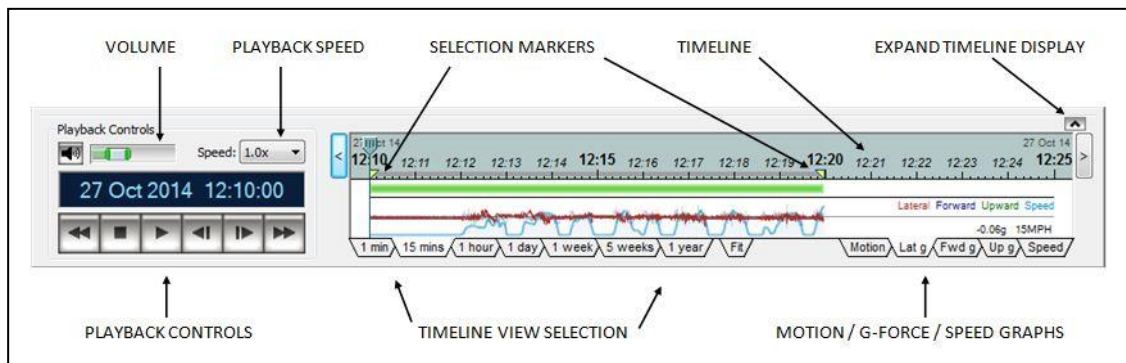 VOLUME PLAYBACK SPEED SELECTION MARKERS TIMELINE EXPAND TIMELINE DISPLAY
Playback Controls
Speed: 1.0x
27 Oct 2014 12:10:00
< 27 Oct 14 27 Oct 14 >
12:10 12:11 12:12 12:13 12:14 12:15 12:16 12:17 12:18 12:19 12:20 12:21 12:22 12:23 12:24 12:25
Lateral Forward Upward Speed
-0.06g 15MPH
1 min 15 mins 1 hour 1 day 1 week 5 weeks 1 year Fit Motion Lat g Fwd g Up g Speed
PLAYBACK CONTROLS TIMELINE VIEW SELECTION MOTION / G-FORCE / SPEED GRAPHS